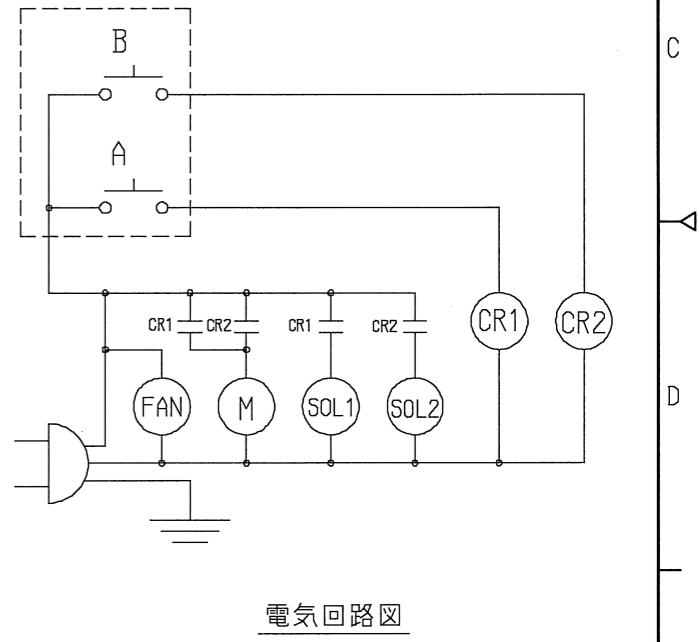 B
C
A
CR1 CR2 CR1 CR2
CR1 CR2
FAN M SOL1 SOL2
D
電気回路図